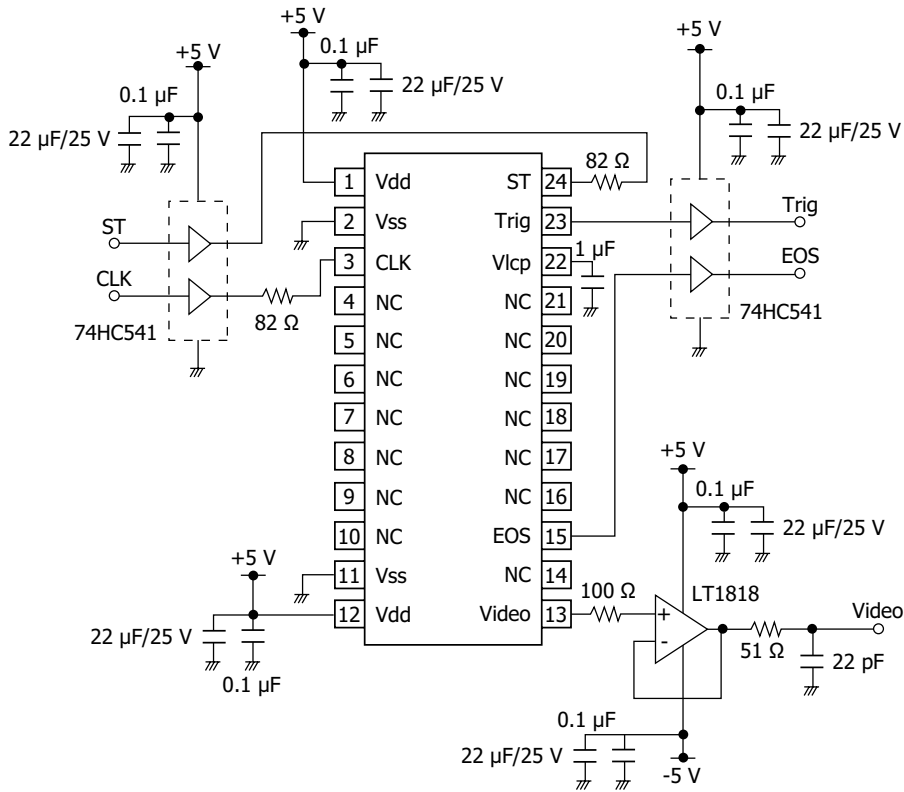 +5 V
+5 V
+5 V
0.1 µF
22 µF/25 V
0.1 µF
22 µF/25 V
0.1 µF
22 µF/25 V
82 Ω
ST
CLK
74HC541
82 Ω
1 Vdd
2 Vss
3 CLK
4 NC
5 NC
6 NC
7 NC
8 NC
9 NC
10 NC
11 Vss
12 Vdd
ST 24
Trig 23
Vlcp 22
NC 21
NC 20
NC 19
NC 18
NC 17
NC 16
EOS 15
NC 14
Video 13
1 µF
Trig
EOS
74HC541
+5 V
22 µF/25 V
0.1 µF
+5 V
0.1 µF
22 µF/25 V
100 Ω
LT1818
+
-
51 Ω
Video
22 pF
0.1 µF
22 µF/25 V
-5 V